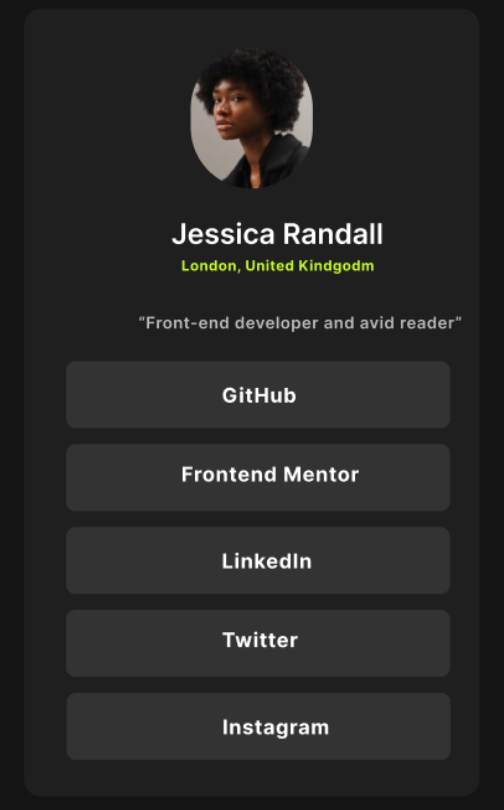 Jessica Randall
London, United Kindgodm
“Front-end developer and avid reader”
GitHub
Frontend Mentor
LinkedIn
Twitter
Instagram